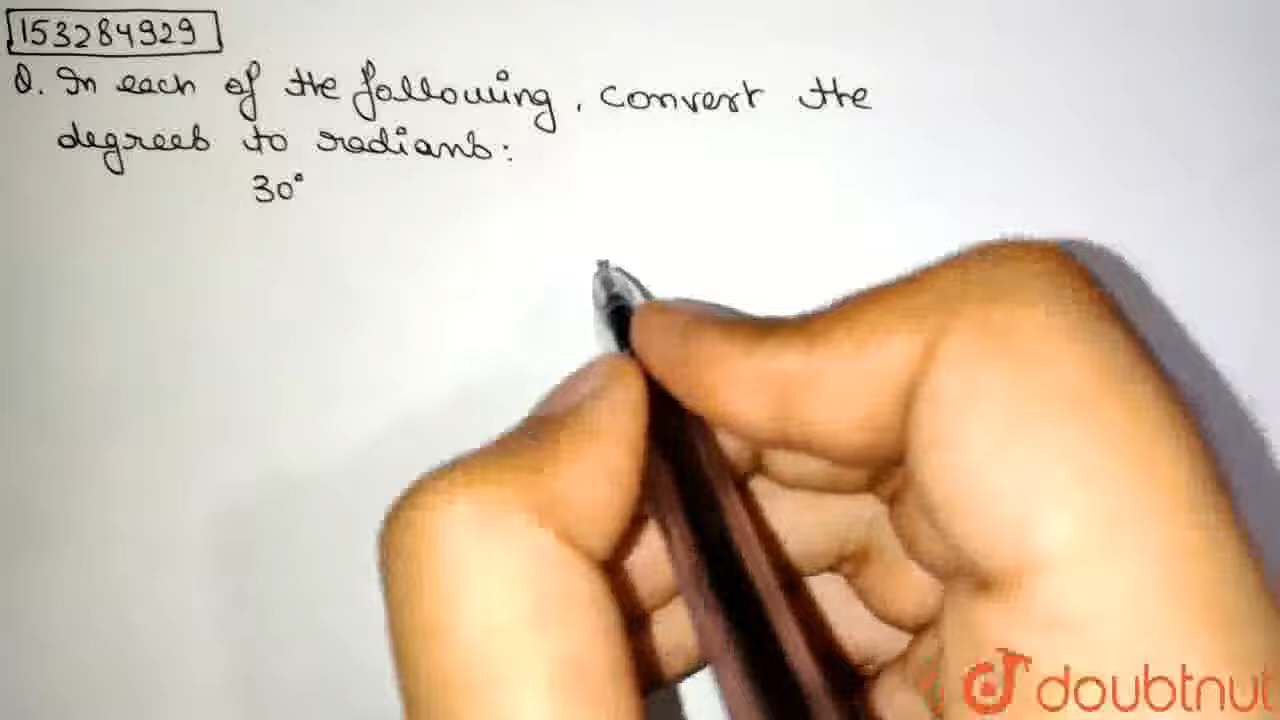 153284929
Q. In each of the following, convert the
degrees to radians:
30°
doubtnut